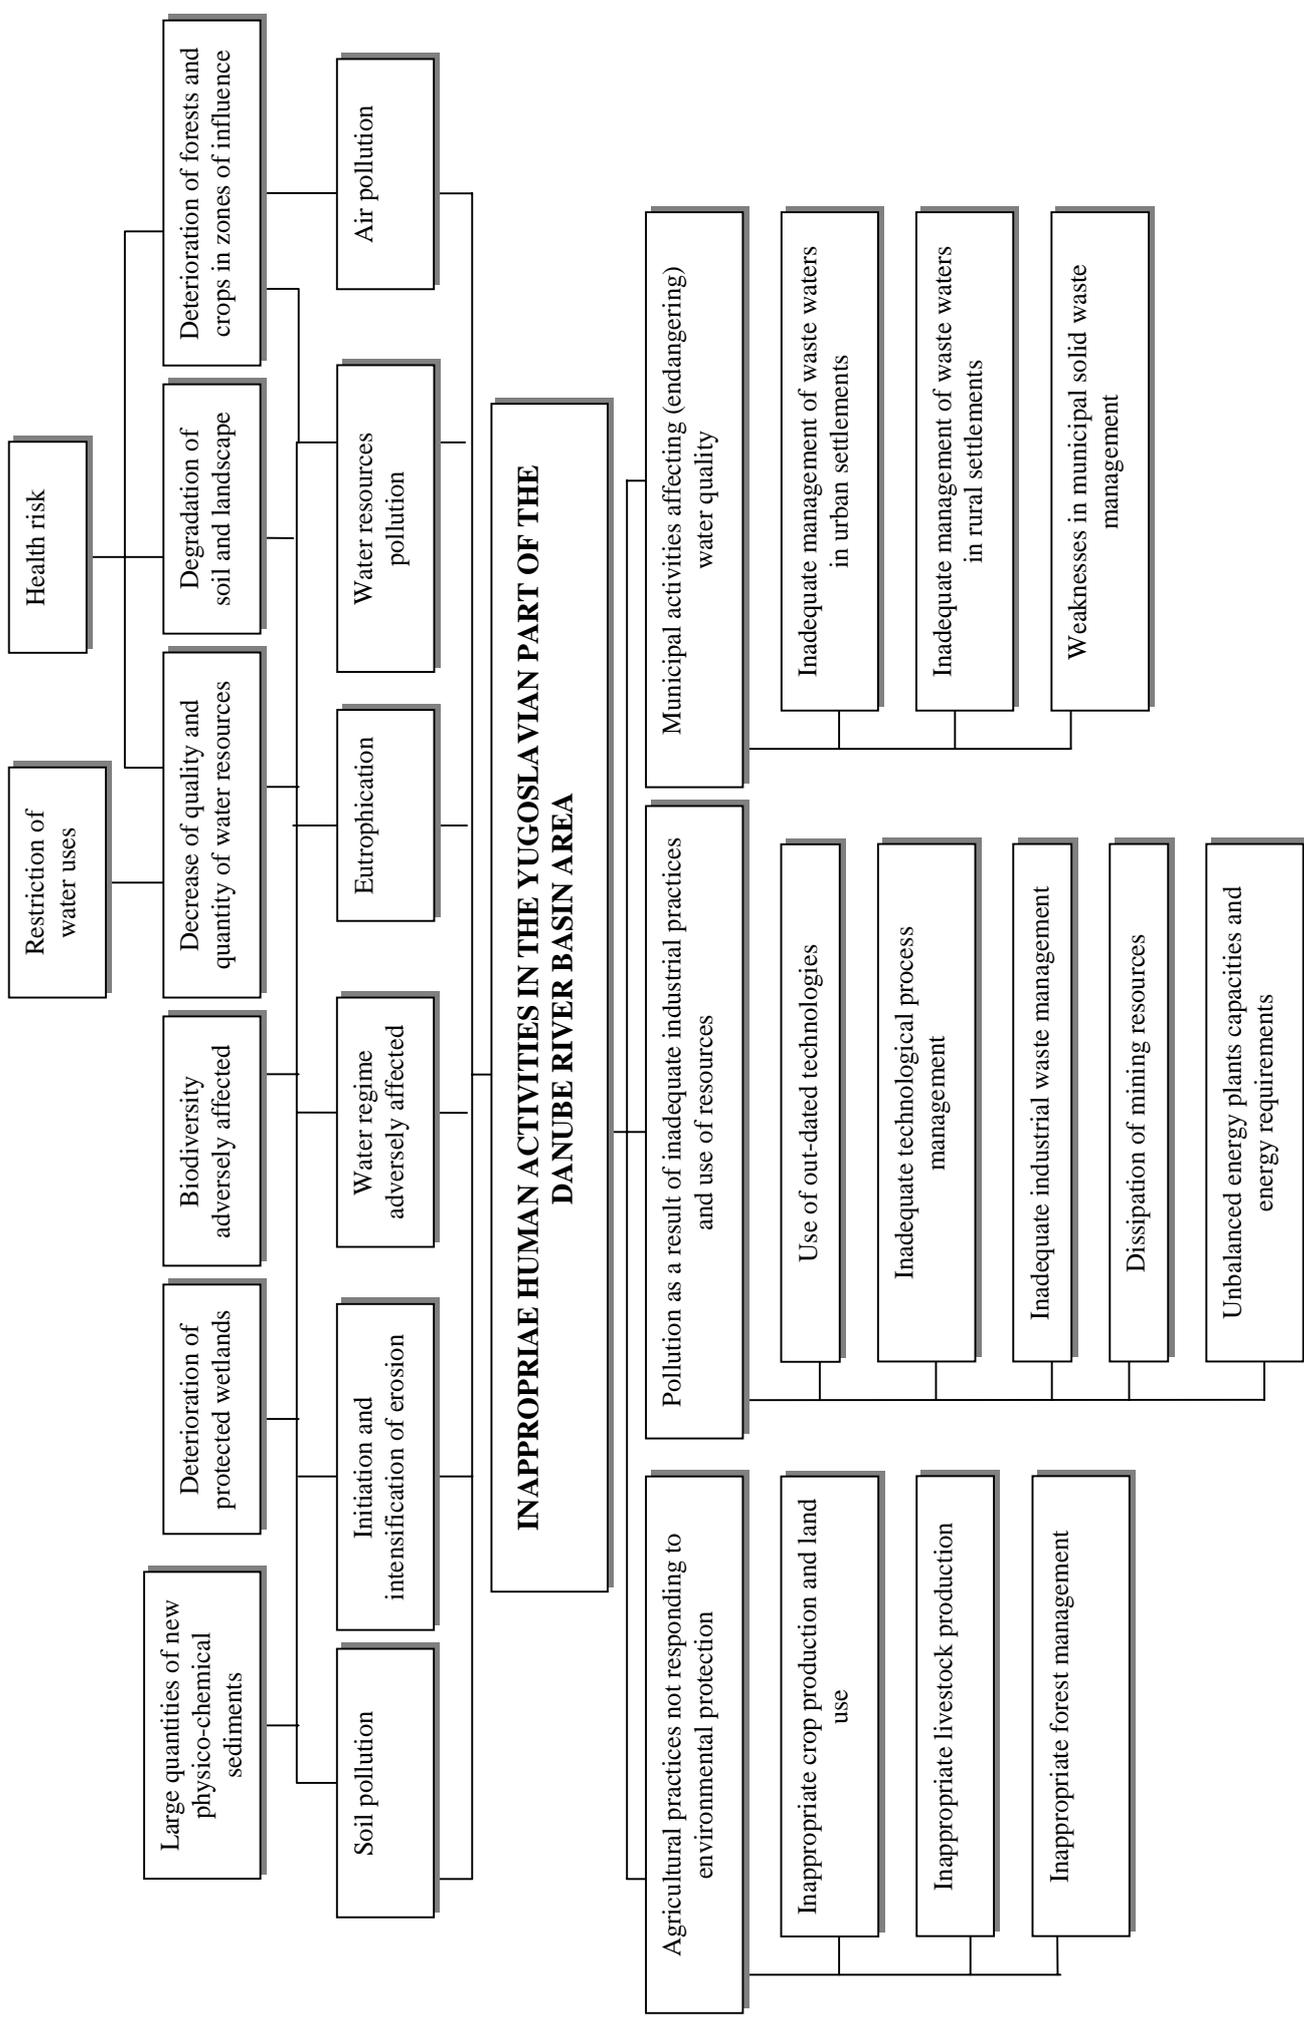 Restriction of
water uses
Health risk
Large quantities of new
physico-chemical
sediments
Deterioration of
protected wetlands
Biodiversity
adversely affected
Decrease of quality and
quantity of water resources
Degradation of
soil and landscape
Deterioration of forests and
crops in zones of influence
Soil pollution
Initiation and
intensification of erosion
Water regime
adversely affected
Eutrophication
Water resources
pollution
Air pollution
INAPPROPRIAE HUMAN ACTIVITIES IN THE YUGOSLAVIAN PART OF THE
DANUBE RIVER BASIN AREA
Agricultural practices not responding to
environmental protection
Inappropriate crop production and land
use
Inappropriate livestock production
Inappropriate forest management
Pollution as a result of inadequate industrial practices
and use of resources
Use of out-dated technologies
Inadequate technological process
management
Inadequate industrial waste management
Dissipation of mining resources
Unbalanced energy plants capacities and
energy requirements
Municipal activities affecting (endangering)
water quality
Inadequate management of waste waters
in urban settlements
Inadequate management of waste waters
in rural settlements
Weaknesses in municipal solid waste
management